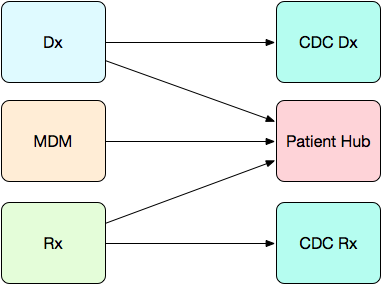 Dx
CDC Dx
MDM
Patient Hub
Rx
CDC Rx